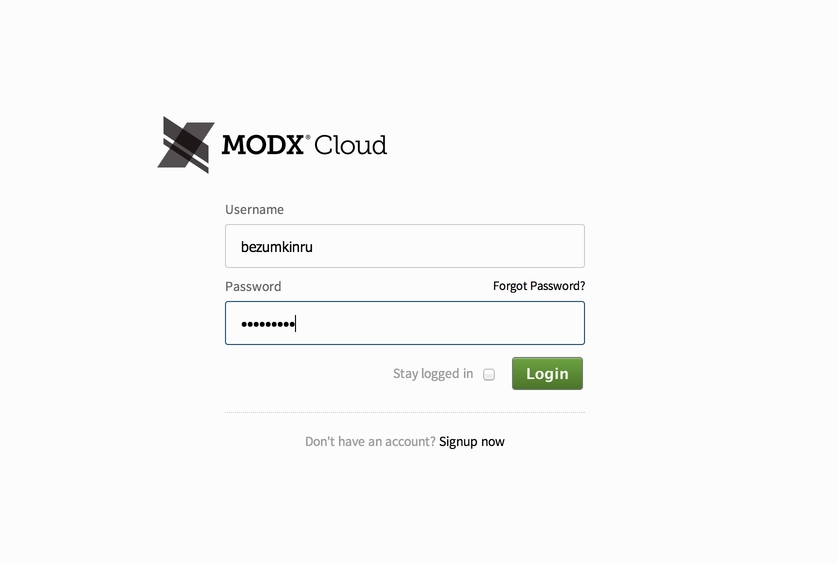 MODX® Cloud
Username
bezumkinru
Password Forgot Password?
•••••••••
Stay logged in Login
Don't have an account? Signup now